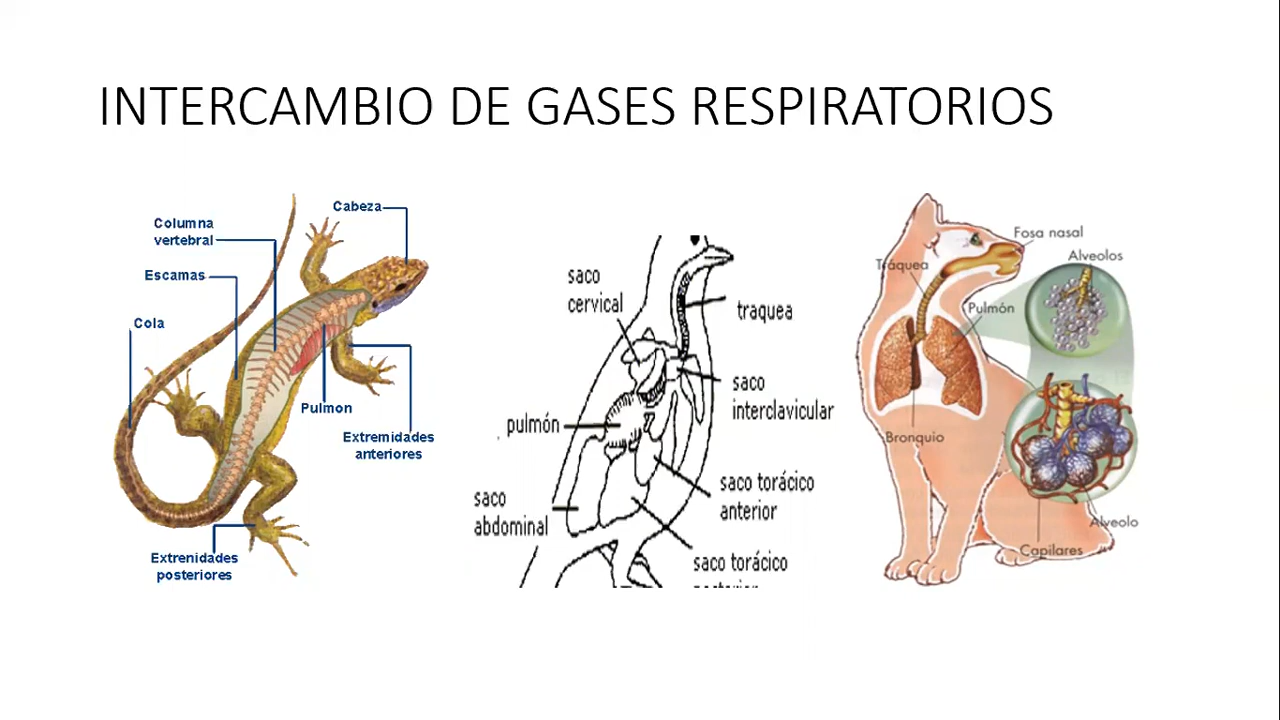 INTERCAMBIO DE GASES RESPIRATORIOS
Cabeza
Columna
vertebral
Escamas
Cola
Pulmon
Extremidades
anteriores
Extrenidades
posteriores
saco
cervical
traquea
saco
interclavicular
pulmón
saco torácico
anterior
saco
abdominal
saco torácico
posterior
Fosa nasal
Alveolos
Tráquea
Pulmón
Bronquio
Alveolo
Capilares